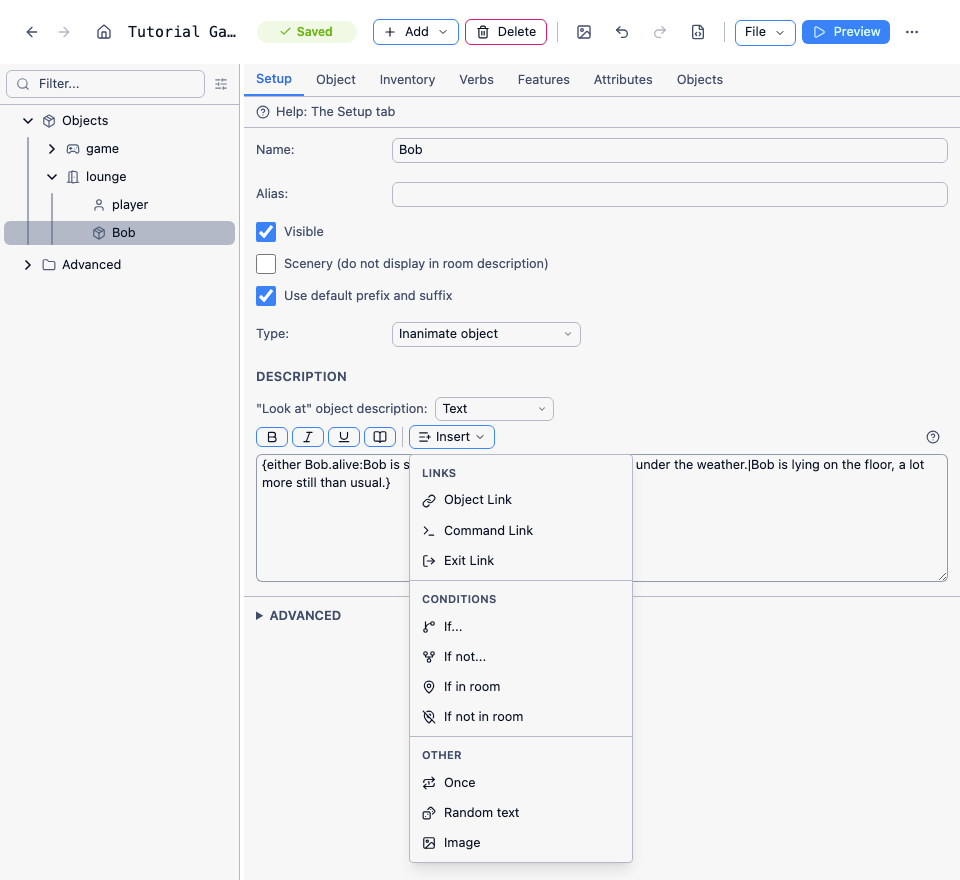 Tutorial Ga...
Saved
Add
Delete
File
Preview
Filter...
Setup
Object
Inventory
Verbs
Features
Attributes
Objects
Help: The Setup tab
Objects
game
lounge
player
Bob
Advanced
Name:
Bob
Alias:
Visible
Scenery (do not display in room description)
Use default prefix and suffix
Type:
Inanimate object
DESCRIPTION
"Look at" object description:
Text
B
I
U
Insert
{either Bob.alive:Bob is s
under the weather.|Bob is lying on the floor, a lot
more still than usual.}
LINKS
Object Link
Command Link
Exit Link
CONDITIONS
If...
If not...
If in room
If not in room
OTHER
Once
Random text
Image
ADVANCED